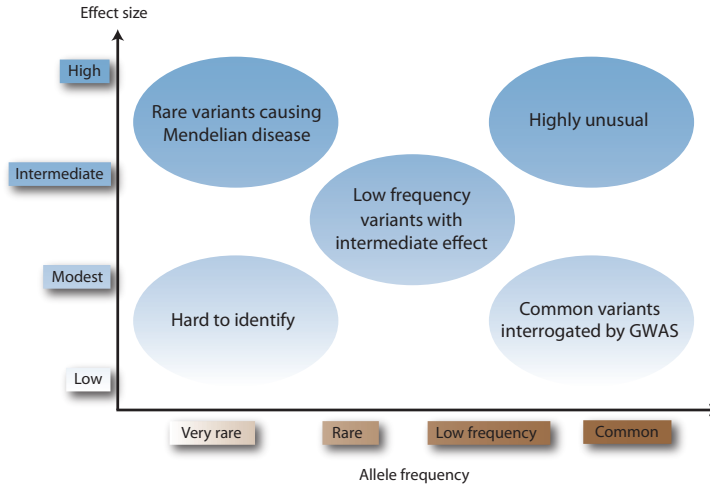 Effect size
High
Rare variants causing
Mendelian disease
Highly unusual
Intermediate
Low frequency
variants with
intermediate effect
Modest
Hard to identify
Common variants
interrogated by GWAS
Low
Very rare
Rare
Low frequency
Common
Allele frequency